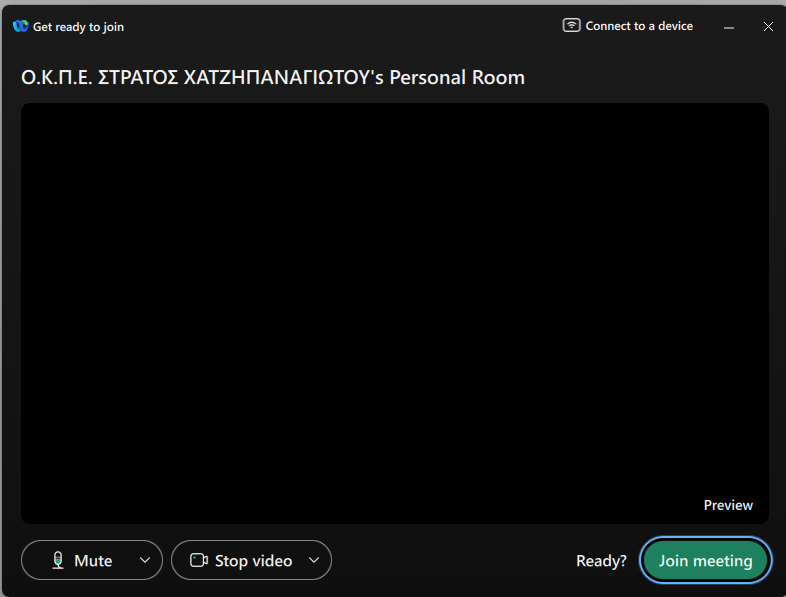 Get ready to join
Connect to a device
Ο.Κ.Π.Ε. ΣΤΡΑΤΟΣ ΧΑΤΖΗΠΑΝΑΓΙΩΤΟΥ's Personal Room
Preview
Mute
Stop video
Ready?
Join meeting